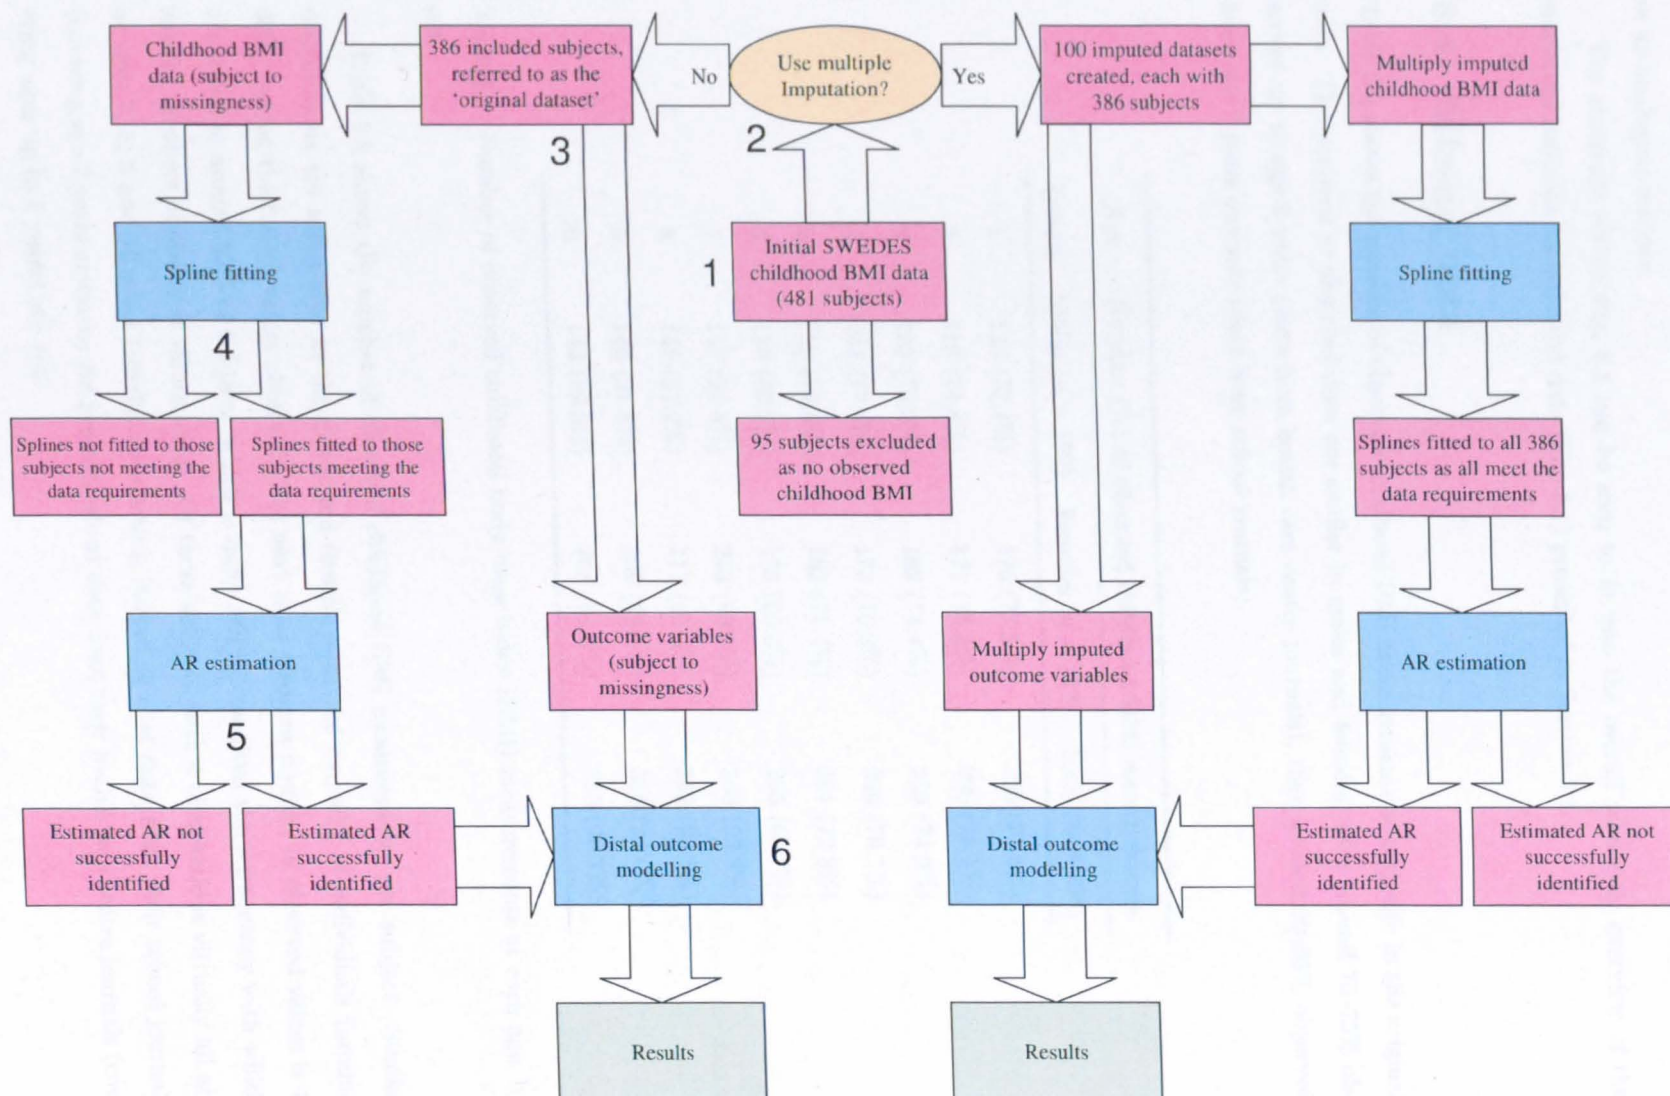 Childhood BMI
data (subject to
missingness)
386 included subjects,
referred to as the
‘original dataset’
No
Use multiple
Imputation?
Yes
100 imputed datasets
created, each with
386 subjects
Multiply imputed
childhood BMI data
3
2
1
Initial SWEDES
childhood BMI data
(481 subjects)
Spline fitting
Spline fitting
4
Splines not fitted to those
subjects not meeting the
data requirements
Splines fitted to those
subjects meeting the
data requirements
95 subjects excluded
as no observed
childhood BMI
Splines fitted to all 386
subjects as all meet the
data requirements
AR estimation
Outcome variables
(subject to
missingness)
Multiply imputed
outcome variables
AR estimation
5
Estimated AR not
successfully
identified
Estimated AR
successfully
identified
Distal outcome
modelling
6
Distal outcome
modelling
Estimated AR
successfully
identified
Estimated AR not
successfully
identified
Results
Results